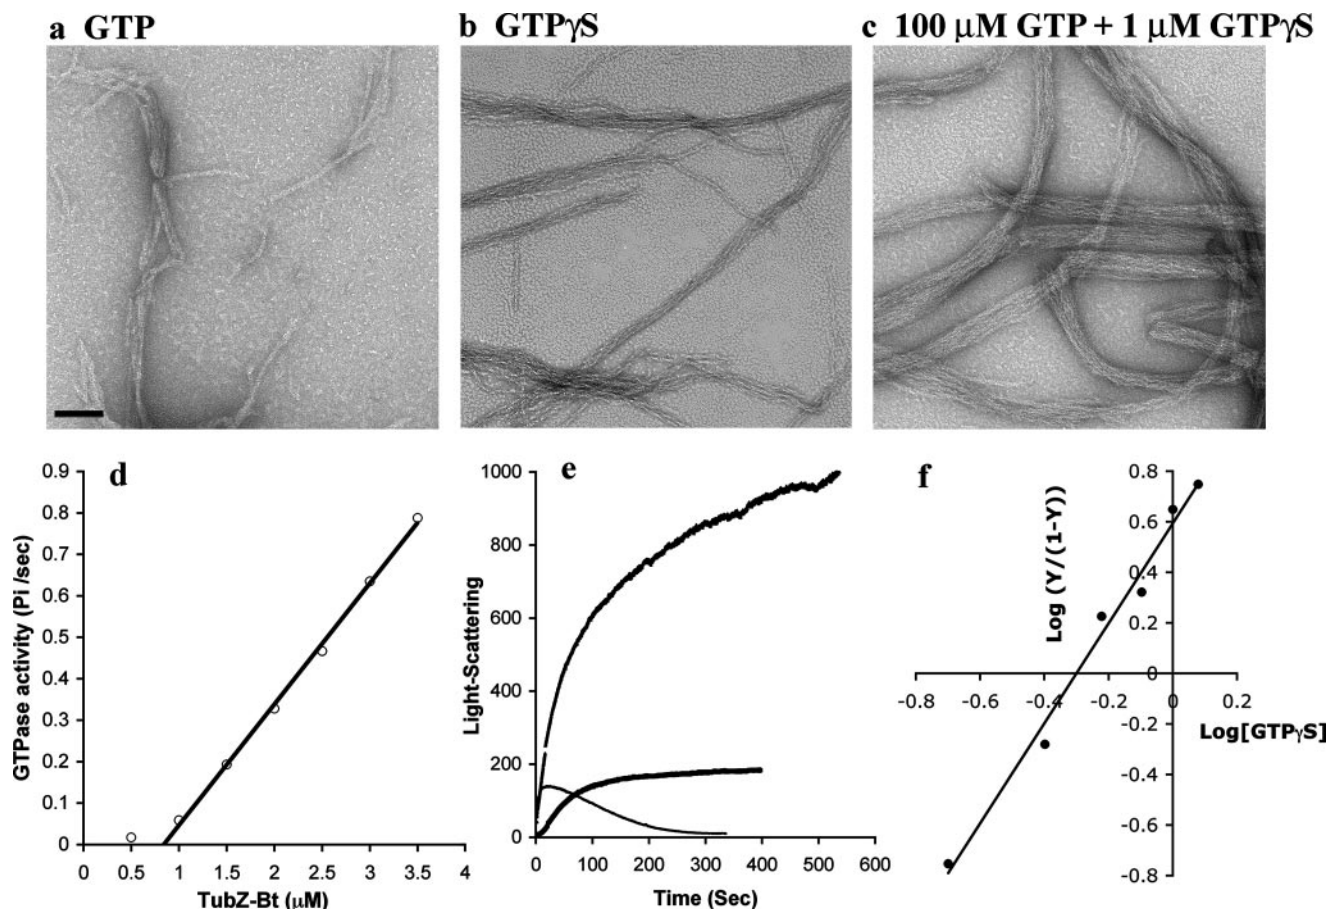 a GTP
b GTPγS
c 100 μM GTP + 1 μM GTPγS
d
GTPase activity (Pi /sec)
0.9
0.8
0.7
0.6
0.5
0.4
0.3
0.2
0.1
0
0 0.5 1 1.5 2 2.5 3 3.5 4
TubZ-Bt (μM)
e
Light-Scattering
1000
800
600
400
200
0
0 100 200 300 400 500 600
Time (Sec)
f
Log (Y/(1-Y))
0.8
0.6
0.4
0.2
0
-0.8 -0.6 -0.4 -0.2 0 0.2
-0.2
Log[GTPγS]
-0.4
-0.6
-0.8